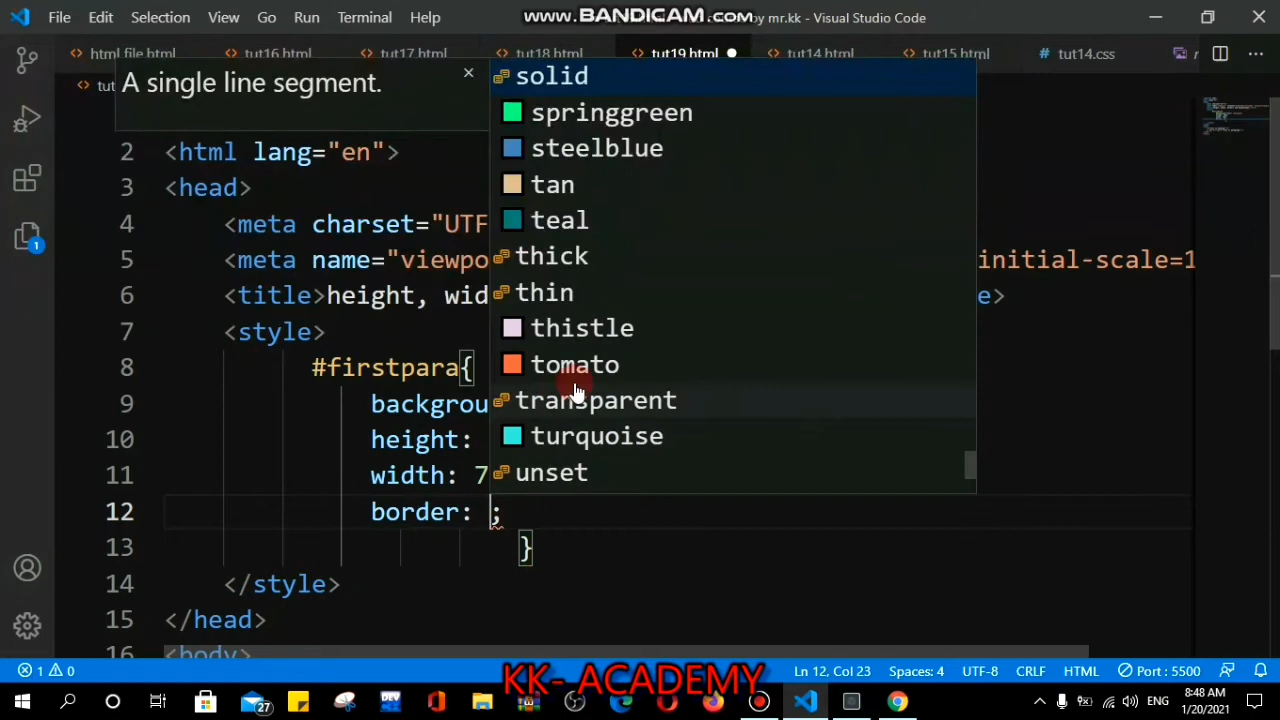 www.BANDICAM.com
File Edit Selection View Go Run Terminal Help by mr.kk - Visual Studio Code
html file.html tut16.html tut17.html tut18.html tut19.html tut14.html tut15.html tut14.css
tut
A single line segment.
solid
springgreen
steelblue
tan
teal
thick
thin
thistle
tomato
transparent
turquoise
unset
2 <html lang="en">
3 <head>
4 <meta charset="UTF
5 <meta name="viewpo initial-scale=1
6 <title>height, wid e>
7 <style>
8 #firstpara{
9 backgrou
10 height:
11 width: 7
12 border: ;
13 }
14 </style>
15 </head>
16 <body>
1 0 Ln 12, Col 23 Spaces: 4 UTF-8 CRLF HTML Port : 5500
KK- ACADEMY
27 ENG 8:48 AM
1/20/2021